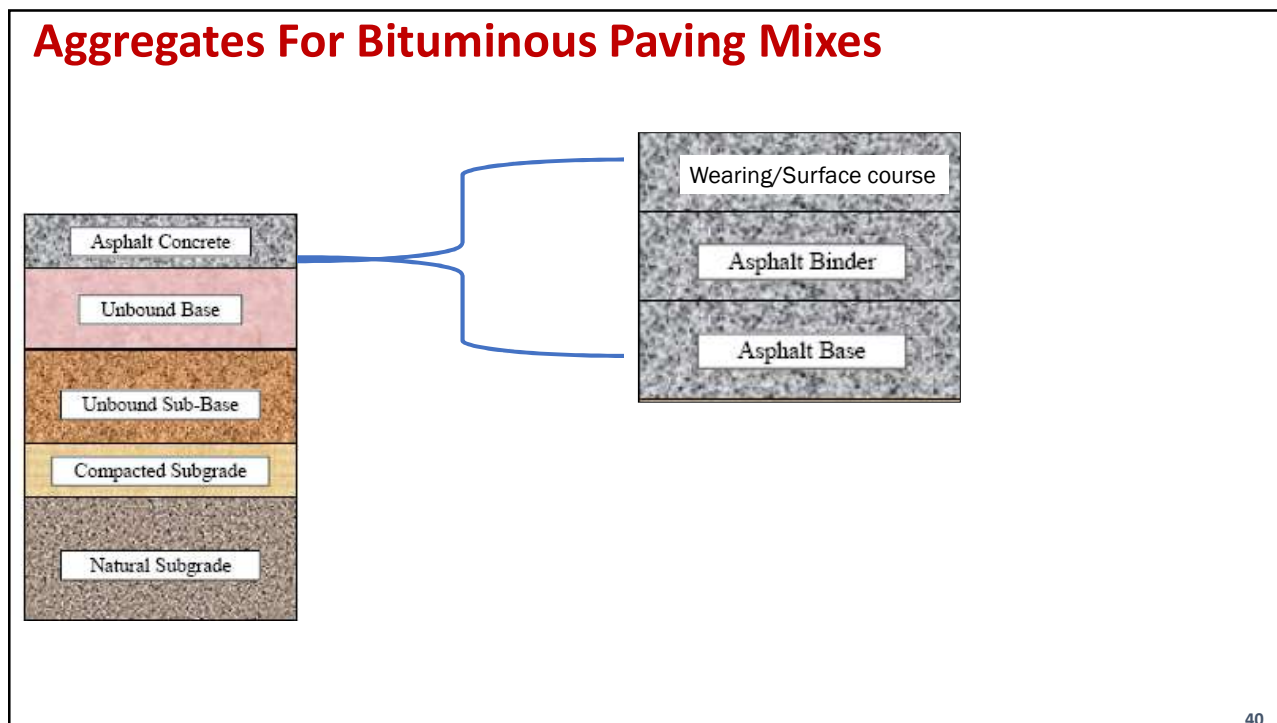 Aggregates For Bituminous Paving Mixes
Asphalt Concrete
Unbound Base
Unbound Sub-Base
Compacted Subgrade
Natural Subgrade
Wearing/Surface course
Asphalt Binder
Asphalt Base
40